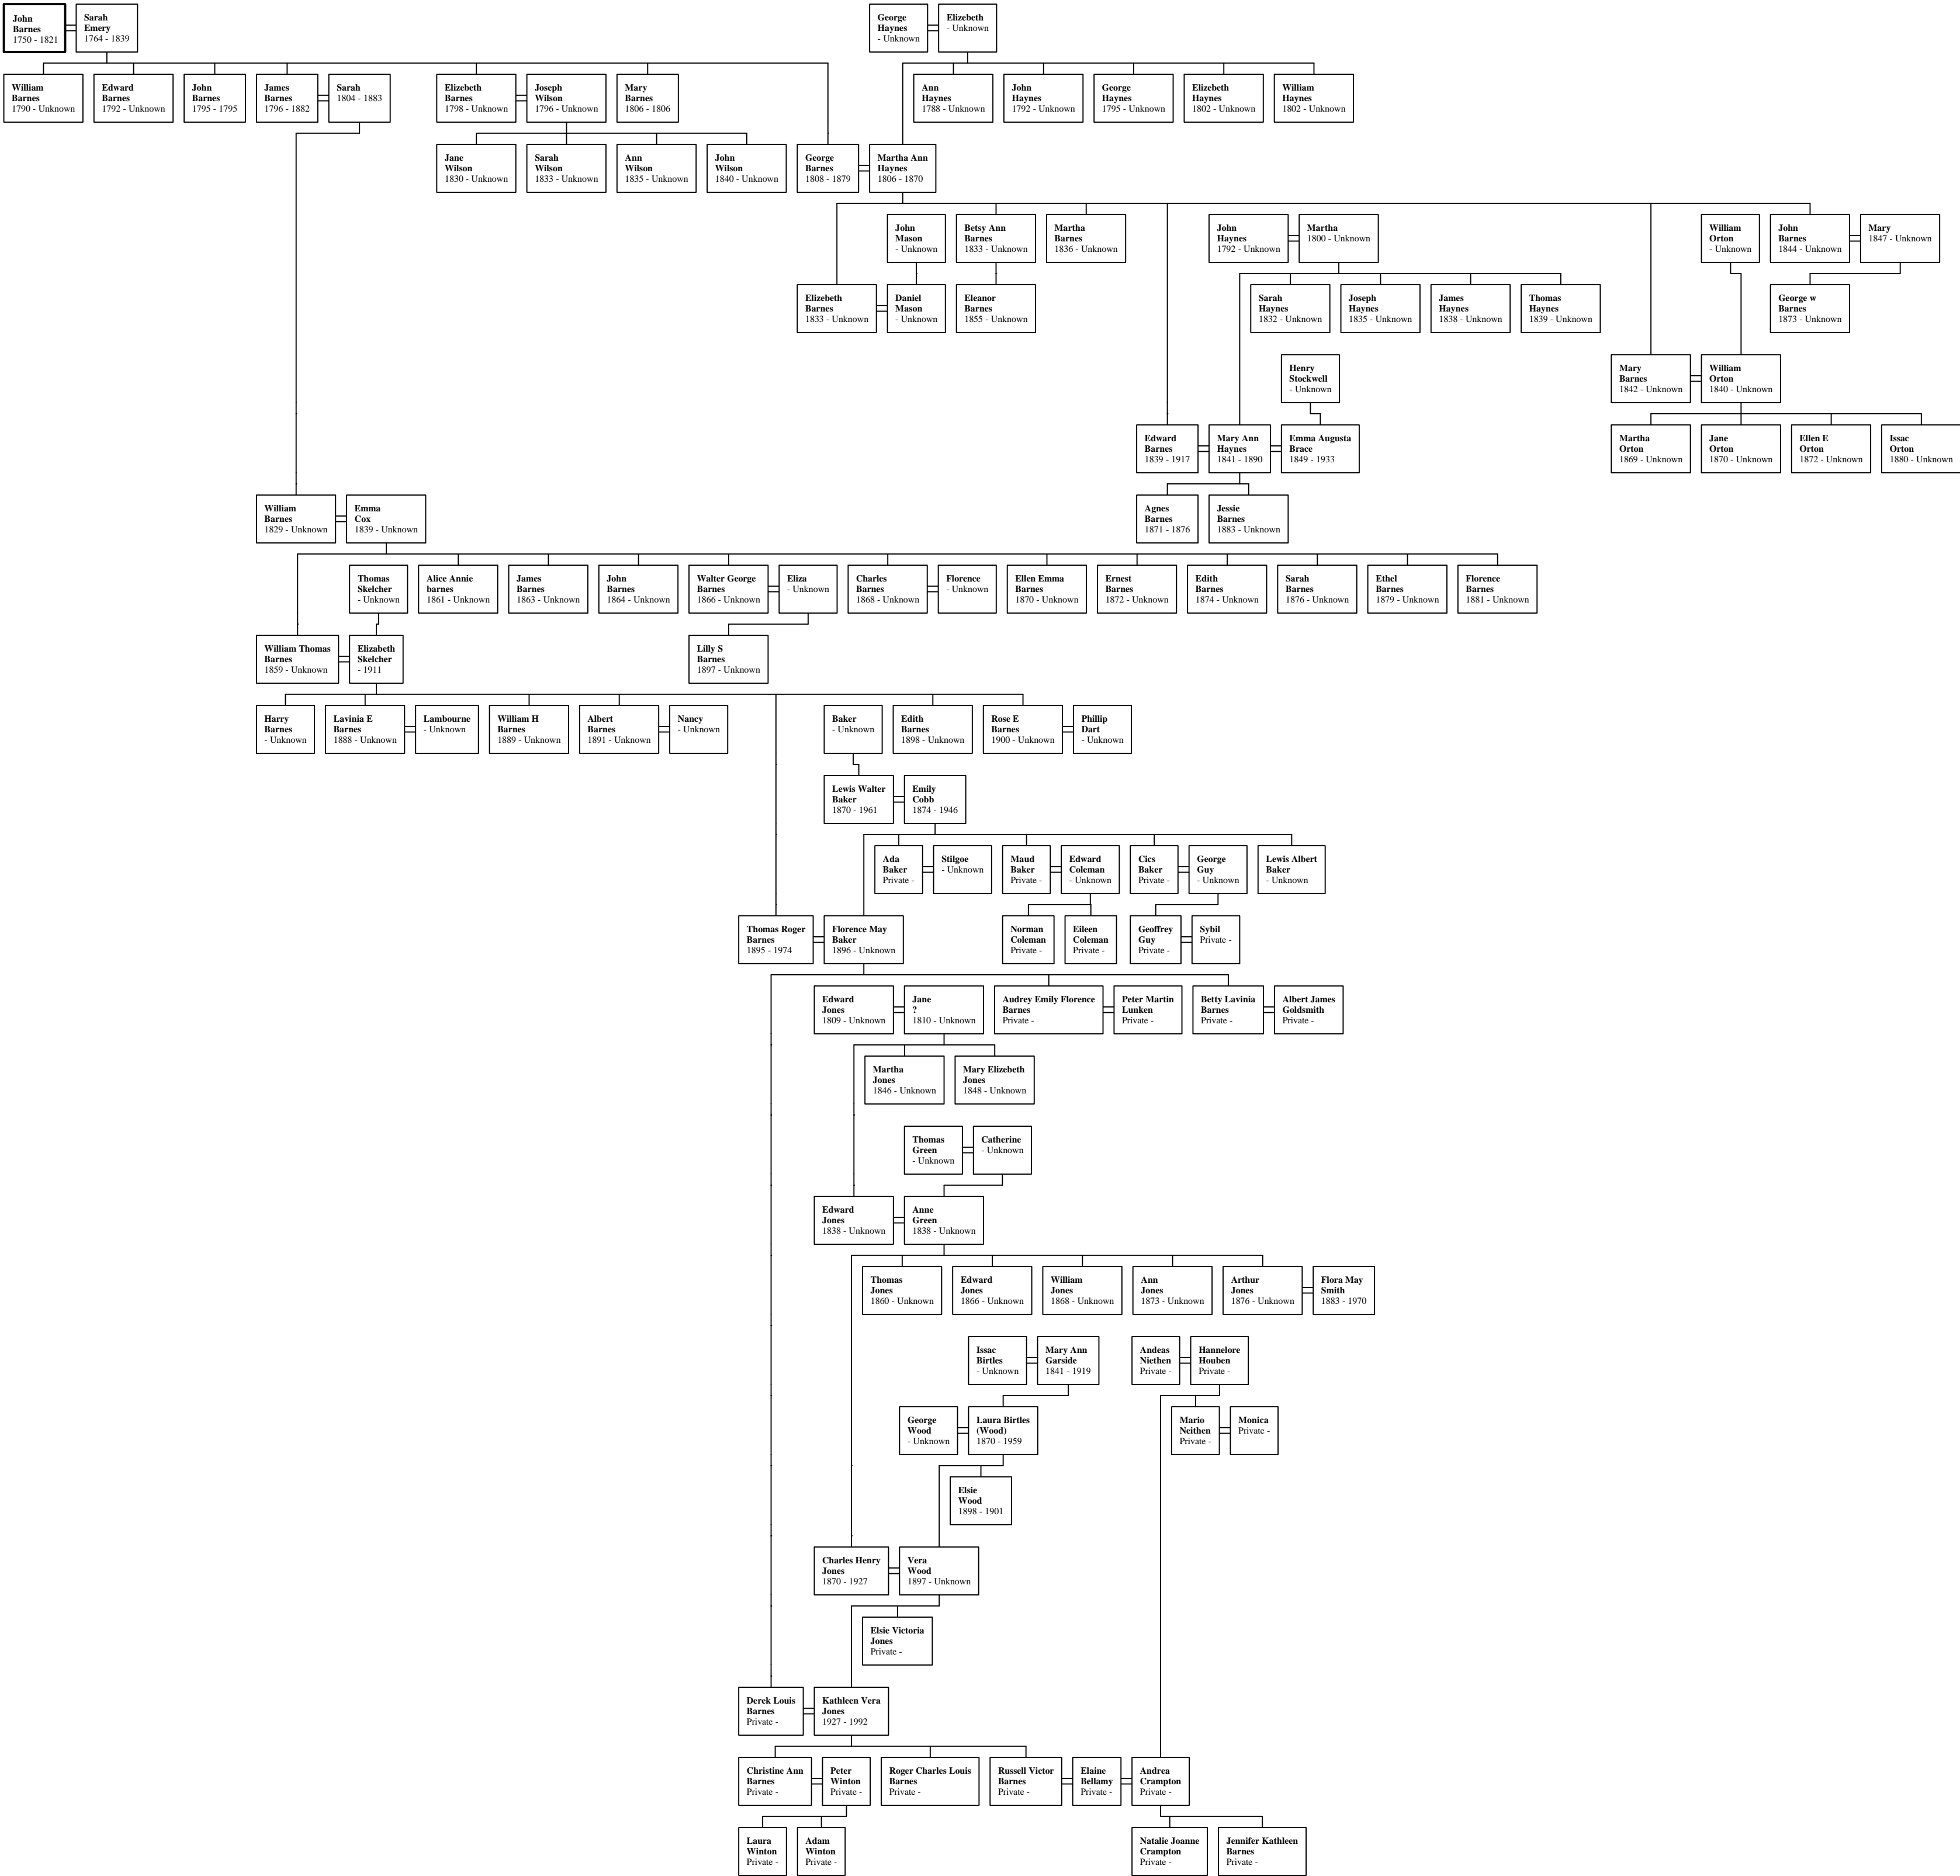 John
Barnes
1750 - 1821
Sarah
Emery
1764 - 1839
George
Haynes
- Unknown
Elizebeth
- Unknown
William
Barnes
1790 - Unknown
Edward
Barnes
1792 - Unknown
John
Barnes
1795 - 1795
James
Barnes
1796 - 1882
Sarah
1804 - 1883
Elizebeth
Barnes
1798 - Unknown
Joseph
Wilson
1796 - Unknown
Mary
Barnes
1806 - 1806
Ann
Haynes
1788 - Unknown
John
Haynes
1792 - Unknown
George
Haynes
1795 - Unknown
Elizebeth
Haynes
1802 - Unknown
William
Haynes
1802 - Unknown
Jane
Wilson
1830 - Unknown
Sarah
Wilson
1833 - Unknown
Ann
Wilson
1835 - Unknown
John
Wilson
1840 - Unknown
George
Barnes
1808 - 1879
Martha Ann
Haynes
1806 - 1870
John
Mason
- Unknown
Betsy Ann
Barnes
1833 - Unknown
Martha
Barnes
1836 - Unknown
John
Haynes
1792 - Unknown
Martha
1800 - Unknown
William
Orton
- Unknown
John
Barnes
1844 - Unknown
Mary
1847 - Unknown
Elizebeth
Barnes
1833 - Unknown
Daniel
Mason
- Unknown
Eleanor
Barnes
1855 - Unknown
Sarah
Haynes
1832 - Unknown
Joseph
Haynes
1835 - Unknown
James
Haynes
1838 - Unknown
Thomas
Haynes
1839 - Unknown
George w
Barnes
1873 - Unknown
Henry
Stockwell
- Unknown
Mary
Barnes
1842 - Unknown
William
Orton
1840 - Unknown
Edward
Barnes
1839 - 1917
Mary Ann
Haynes
1841 - 1890
Emma Augusta
Brace
1849 - 1933
Martha
Orton
1869 - Unknown
Jane
Orton
1870 - Unknown
Ellen E
Orton
1872 - Unknown
Issac
Orton
1880 - Unknown
William
Barnes
1829 - Unknown
Emma
Cox
1839 - Unknown
Agnes
Barnes
1871 - 1876
Jessie
Barnes
1883 - Unknown
Thomas
Skelcher
- Unknown
Alice Annie
barnes
1861 - Unknown
James
Barnes
1863 - Unknown
John
Barnes
1864 - Unknown
Walter George
Barnes
1866 - Unknown
Eliza
- Unknown
Charles
Barnes
1868 - Unknown
Florence
- Unknown
Ellen Emma
Barnes
1870 - Unknown
Ernest
Barnes
1872 - Unknown
Edith
Barnes
1874 - Unknown
Sarah
Barnes
1876 - Unknown
Ethel
Barnes
1879 - Unknown
Florence
Barnes
1881 - Unknown
William Thomas
Barnes
1859 - Unknown
Elizabeth
Skelcher
- 1911
Lilly S
Barnes
1897 - Unknown
Harry
Barnes
- Unknown
Lavinia E
Barnes
1888 - Unknown
Lambourne
- Unknown
William H
Barnes
1889 - Unknown
Albert
Barnes
1891 - Unknown
Nancy
- Unknown
Baker
- Unknown
Edith
Barnes
1898 - Unknown
Rose E
Barnes
1900 - Unknown
Phillip
Dart
- Unknown
Lewis Walter
Baker
1870 - 1961
Emily
Cobb
1874 - 1946
Ada
Baker
Private -
Stilgoe
- Unknown
Maud
Baker
Private -
Edward
Coleman
- Unknown
Cics
Baker
Private -
George
Guy
- Unknown
Lewis Albert
Baker
- Unknown
Thomas Roger
Barnes
1895 - 1974
Florence May
Baker
1896 - Unknown
Norman
Coleman
Private -
Eileen
Coleman
Private -
Geoffrey
Guy
Private -
Sybil
Private -
Edward
Jones
1809 - Unknown
Jane
?
1810 - Unknown
Audrey Emily Florence
Barnes
Private -
Peter Martin
Lunken
Private -
Betty Lavinia
Barnes
Private -
Albert James
Goldsmith
Private -
Martha
Jones
1846 - Unknown
Mary Elizebeth
Jones
1848 - Unknown
Thomas
Green
- Unknown
Catherine
- Unknown
Edward
Jones
1838 - Unknown
Anne
Green
1838 - Unknown
Thomas
Jones
1860 - Unknown
Edward
Jones
1866 - Unknown
William
Jones
1868 - Unknown
Ann
Jones
1873 - Unknown
Arthur
Jones
1876 - Unknown
Flora May
Smith
1883 - 1970
Issac
Birtles
- Unknown
Mary Ann
Garside
1841 - 1919
Andeas
Niethen
Private -
Hannelore
Houben
Private -
George
Wood
- Unknown
Laura Birtles
(Wood)
1870 - 1959
Mario
Neithen
Private -
Monica
Private -
Elsie
Wood
1898 - 1901
Charles Henry
Jones
1870 - 1927
Vera
Wood
1897 - Unknown
Elsie Victoria
Jones
Private -
Derek Louis
Barnes
Private -
Kathleen Vera
Jones
1927 - 1992
Christine Ann
Barnes
Private -
Peter
Winton
Private -
Roger Charles Louis
Barnes
Private -
Russell Victor
Barnes
Private -
Elaine
Bellamy
Private -
Andrea
Crampton
Private -
Laura
Winton
Private -
Adam
Winton
Private -
Natalie Joanne
Crampton
Private -
Jennifer Kathleen
Barnes
Private -